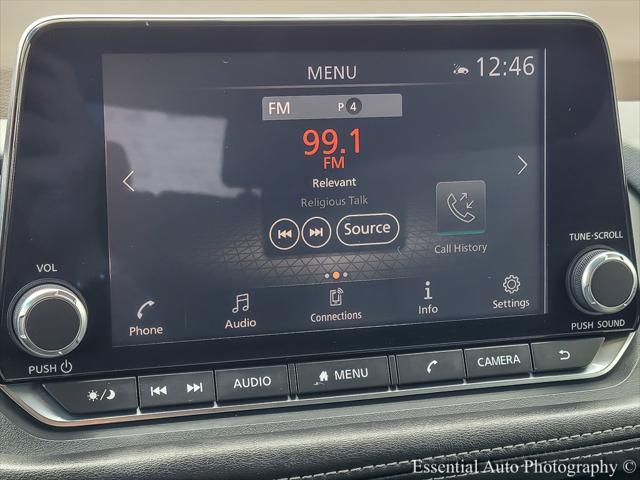 MENU
12:46
FM P 4
99.1
FM
Relevant
Religious Talk
Source
Call History
Phone
Audio
Connections
Info
Settings
VOL
PUSH
TUNE·SCROLL
PUSH SOUND
AUDIO
MENU
CAMERA
Essential Auto Photography ©